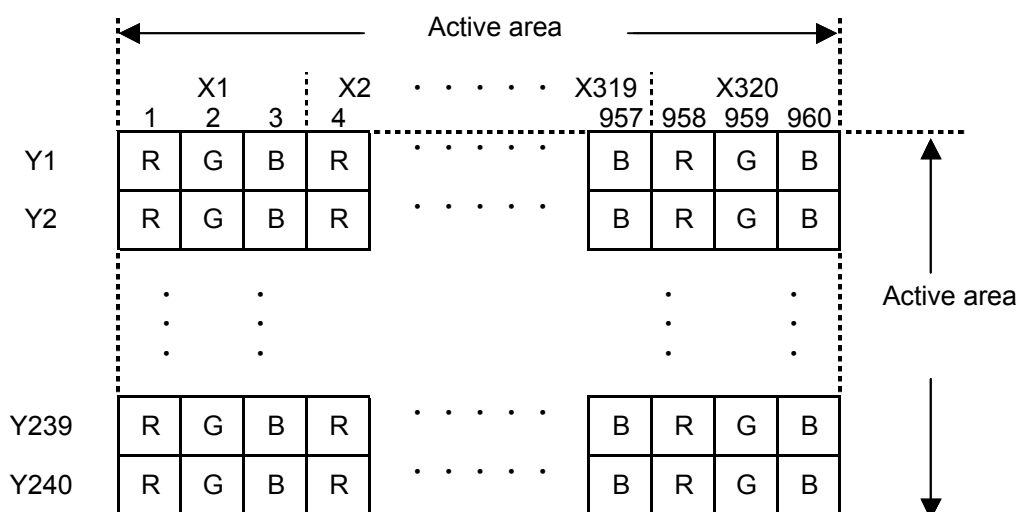 Active area
X1 X2 · · · · · X319 X320
1 2 3 4 957 958 959 960
Y1 R G B R · · · · · B R G B
Y2 R G B R · · · · · B R G B
Active area
Y239 R G B R · · · · · B R G B
Y240 R G B R · · · · · B R G B